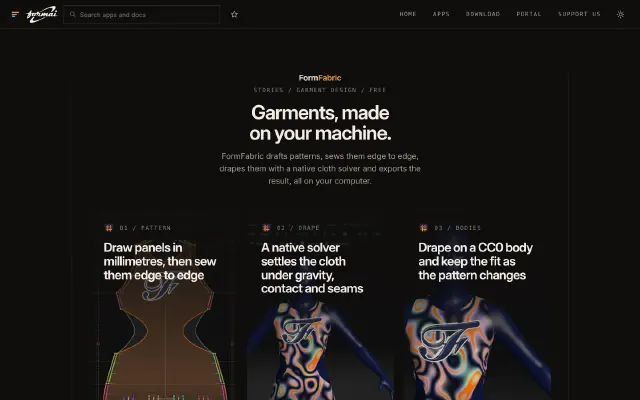 formai
Search apps and docs
HOME
APPS
DOWNLOAD
PORTAL
SUPPORT US
FormFabric
STORIES / GARMENT DESIGN / FREE
Garments, made
on your machine.
FormFabric drafts patterns, sews them edge to edge,
drapes them with a native cloth solver and exports the
result, all on your computer.
01 / PATTERN
Draw panels in
millimetres, then sew
them edge to edge
02 / DRAPE
A native solver
settles the cloth
under gravity,
contact and seams
03 / BODIES
Drape on a CC0 body
and keep the fit as
the pattern changes